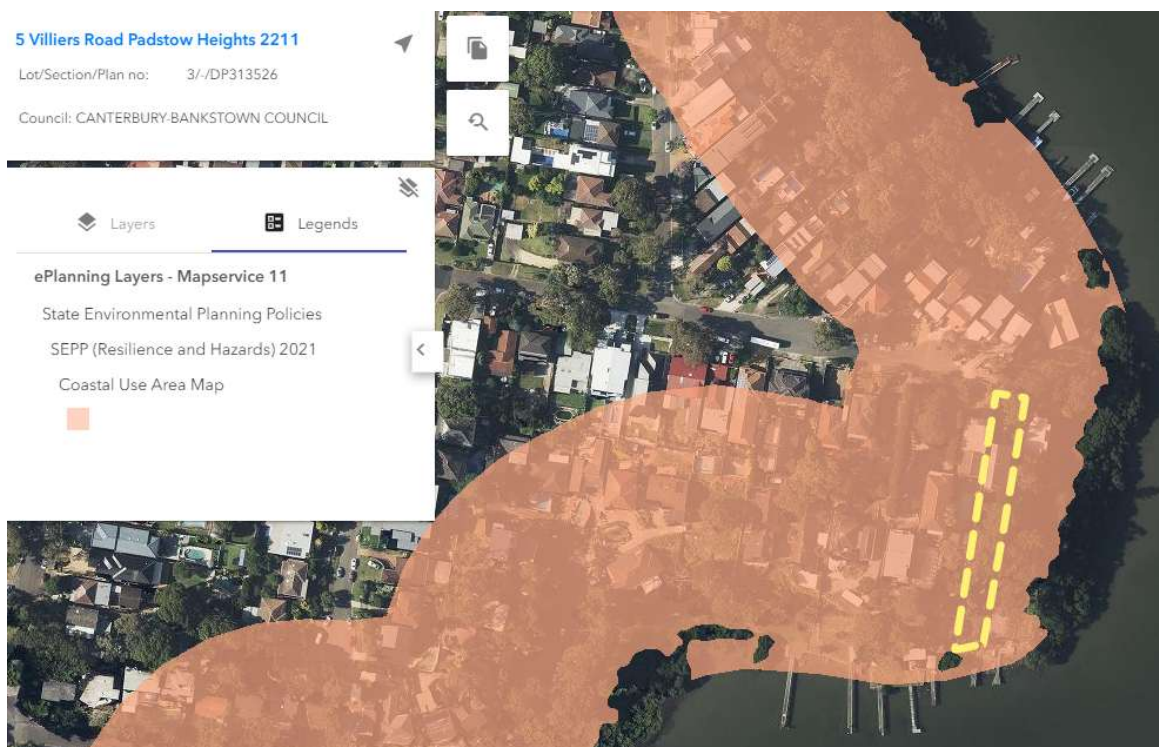 5 Villiers Road Padstow Heights 2211
Lot/Section/Plan no: 3/-/DP313526
Council: CANTERBURY-BANKSTOWN COUNCIL
Layers Legends
ePlanning Layers - Mapservice 11
State Environmental Planning Policies
SEPP (Resilience and Hazards) 2021
Coastal Use Area Map